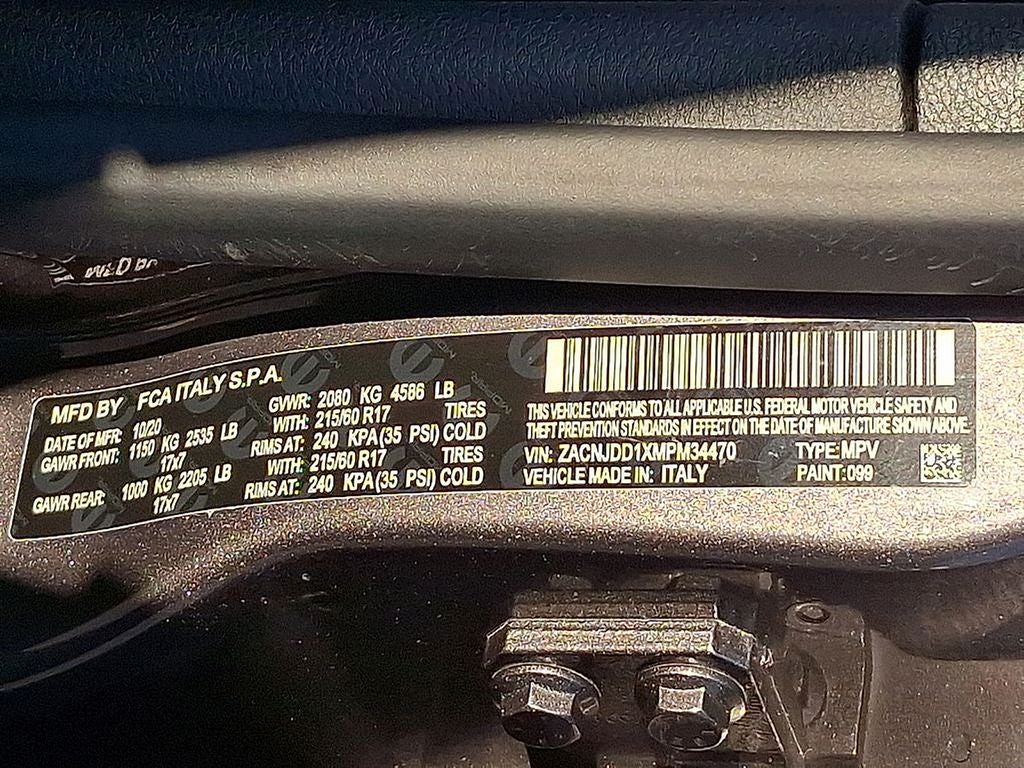 MFD BY FCA ITALY S.P.A.
DATE OF MFR: 10/20 GVWR: 2080 KG 4586 LB
GAWR FRONT: 1150 KG 2535 LB WITH: 215/60 R17 TIRES
17x7 RIMS AT: 240 KPA(35 PSI) COLD
GAWR REAR: 1000 KG 2205 LB WITH: 215/60 R17 TIRES
17x7 RIMS AT: 240 KPA(35 PSI) COLD
THIS VEHICLE CONFORMS TO ALL APPLICABLE U.S. FEDERAL MOTOR VEHICLE SAFETY AND
THEFT PREVENTION STANDARDS IN EFFECT ON THE DATE OF MANUFACTURE SHOWN ABOVE.
VIN: ZACNJDD1XMPM34470 TYPE:MPV
VEHICLE MADE IN: ITALY PAINT:099